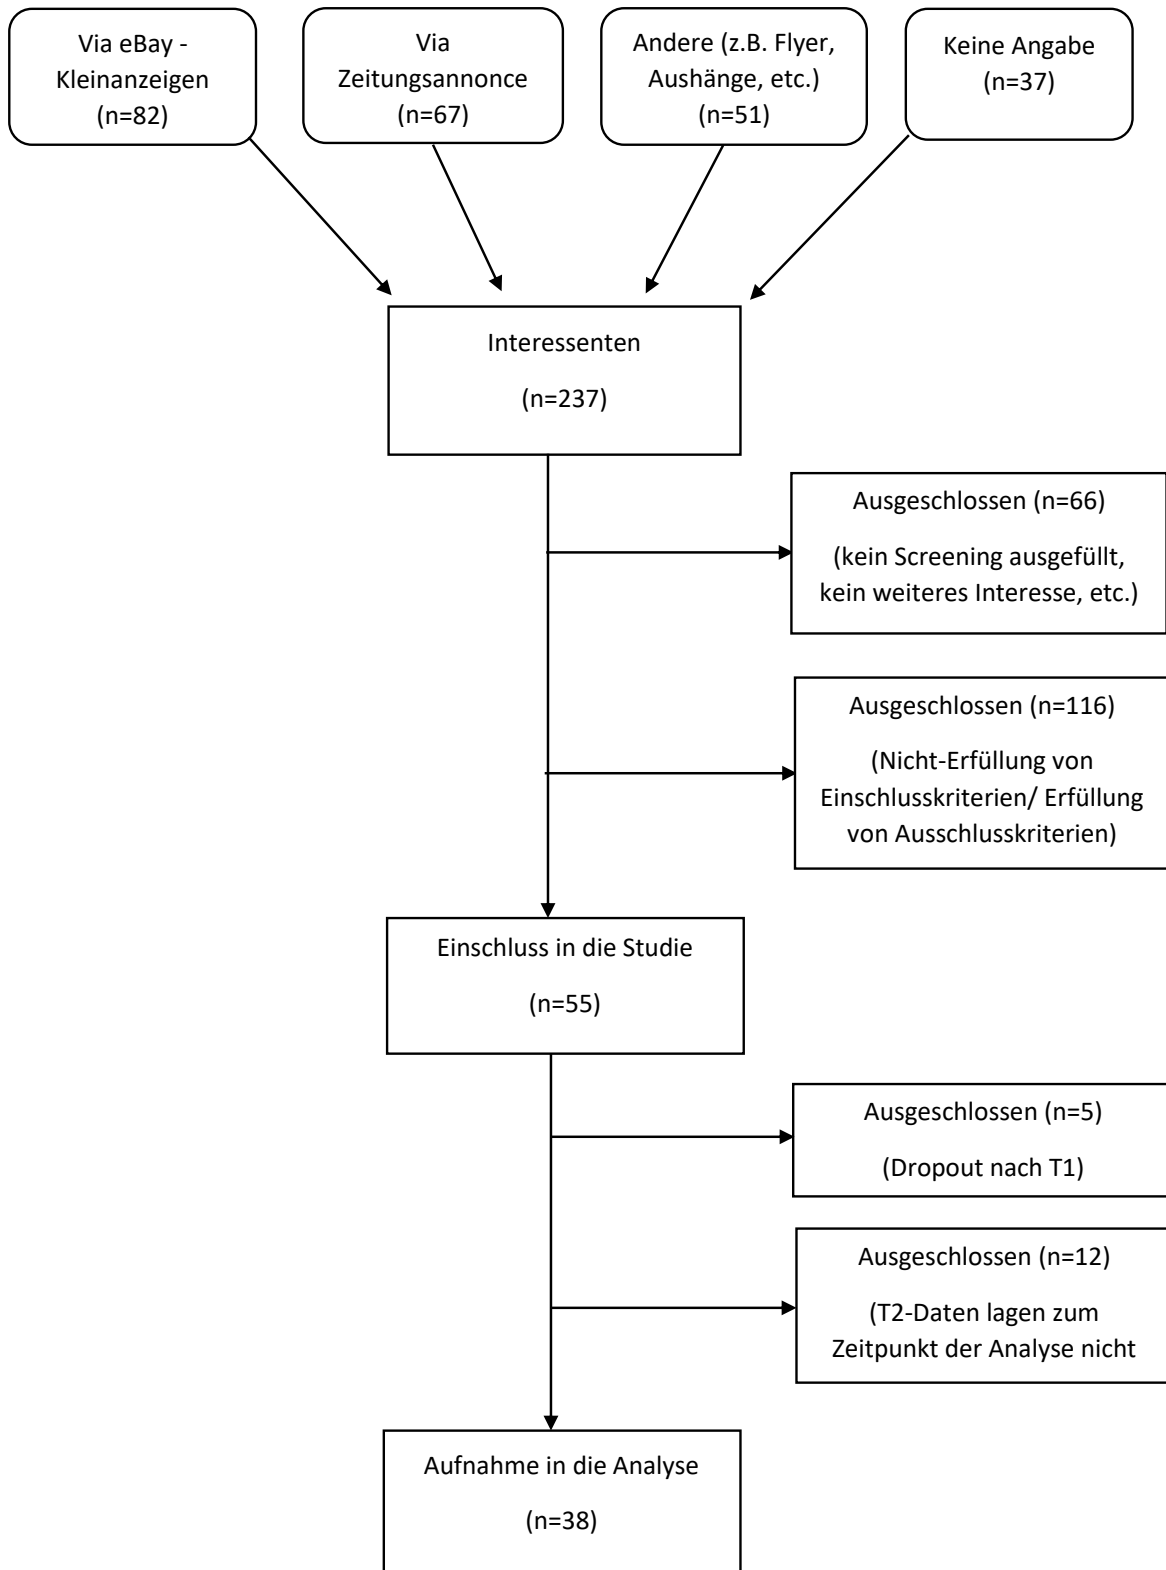 Via eBay -
Kleinanzeigen
(n=82)
Via
Zeitungsannonce
(n=67)
Andere (z.B. Flyer,
Aushänge, etc.)
(n=51)
Keine Angabe
(n=37)
Interessenten
(n=237)
Ausgeschlossen (n=66)
(kein Screening ausgefüllt,
kein weiteres Interesse, etc.)
Ausgeschlossen (n=116)
(Nicht-Erfüllung von
Einschlusskriterien/ Erfüllung
von Ausschlusskriterien)
Einschluss in die Studie
(n=55)
Ausgeschlossen (n=5)
(Dropout nach T1)
Ausgeschlossen (n=12)
(T2-Daten lagen zum
Zeitpunkt der Analyse nicht
Aufnahme in die Analyse
(n=38)